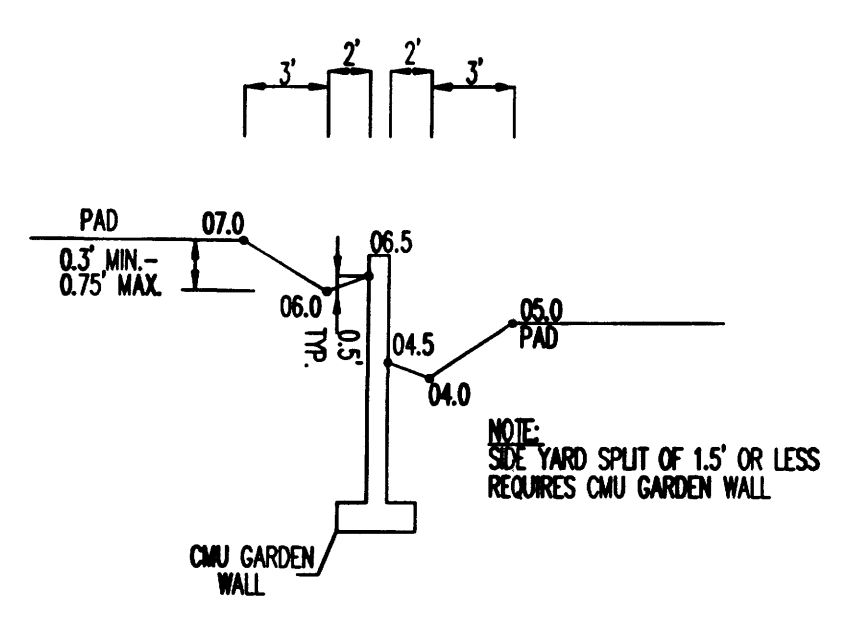 2' 2'
3' 3'
PAD 07.0
06.5
0.3' MIN.-
0.75' MAX.
06.0
05.0
PAD
0.5'
TYP.
04.5
04.0
NOTE:
SIDE YARD SPLIT OF 1.5' OR LESS
REQUIRES CMU GARDEN WALL
CMU GARDEN
WALL